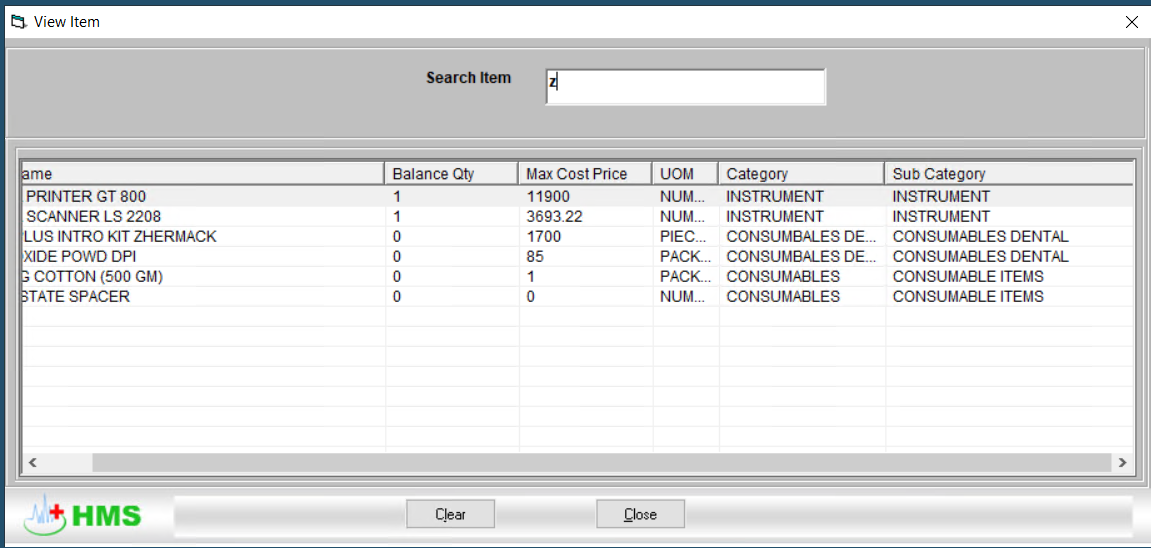 View Item
Search Item z
ame Balance Qty Max Cost Price UOM Category Sub Category
PRINTER GT 800 1 11900 NUM... INSTRUMENT INSTRUMENT
SCANNER LS 2208 1 3693.22 NUM... INSTRUMENT INSTRUMENT
LUS INTRO KIT ZHERMACK 0 1700 PIEC... CONSUMBALES DE... CONSUMABLES DENTAL
XIDE POWD DPI 0 85 PACK... CONSUMBALES DE... CONSUMABLES DENTAL
G COTTON (500 GM) 0 1 PACK... CONSUMABLES CONSUMABLE ITEMS
STATE SPACER 0 0 NUM... CONSUMABLES CONSUMABLE ITEMS
HMS Clear Close